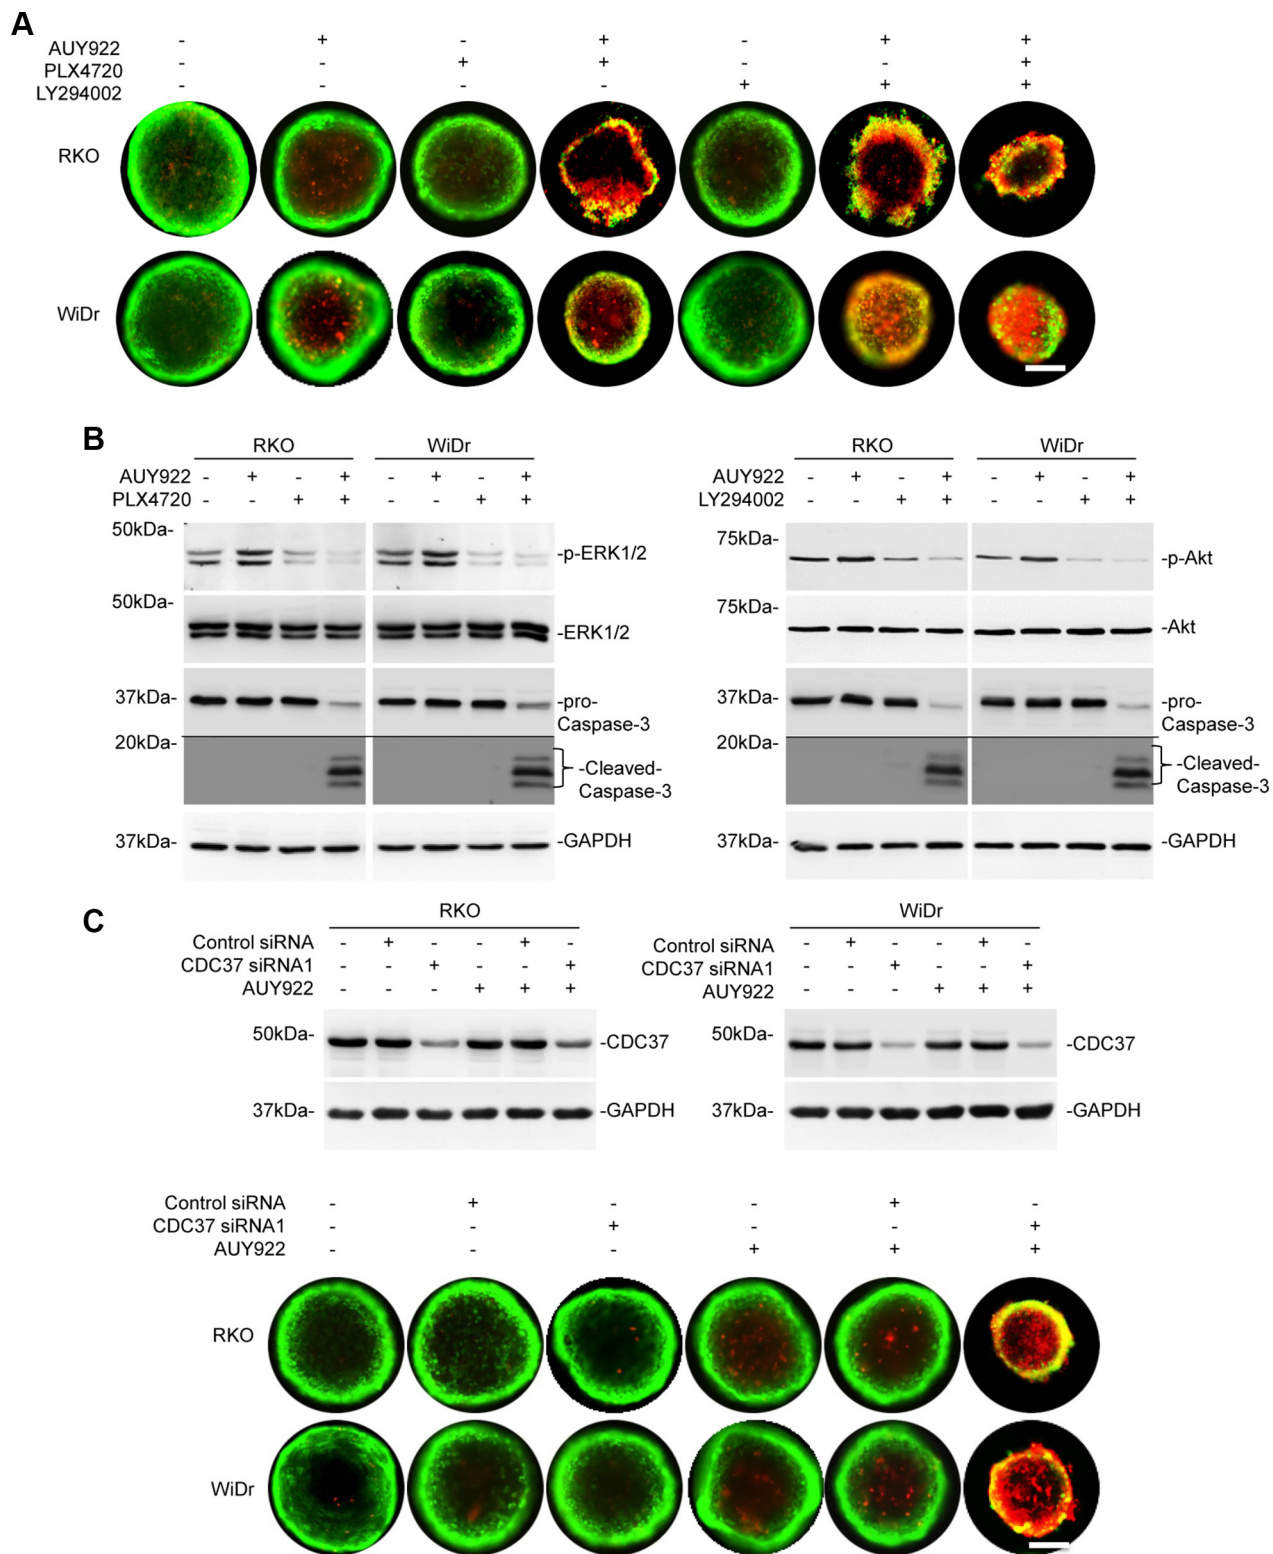 A
AUY922 - + - + - + +
PLX4720 - - + + - - +
LY294002 - - - - + + +
RKO
WiDr
B
RKO WiDr
AUY922 - + - + - + - +
PLX4720 - - + + - - + +
50kDa- -p-ERK1/2
50kDa- -ERK1/2
37kDa- -pro-
Caspase-3
20kDa- -Cleaved-
Caspase-3
37kDa- -GAPDH
RKO WiDr
AUY922 - + - + - + - +
LY294002 - - + + - - + +
75kDa- -p-Akt
75kDa- -Akt
37kDa- -pro-
Caspase-3
20kDa- -Cleaved-
Caspase-3
37kDa- -GAPDH
C
RKO
Control siRNA - + - - + -
CDC37 siRNA1 - - + - - +
AUY922 - - - + + +
50kDa- -CDC37
37kDa- -GAPDH
WiDr
Control siRNA - + - - + -
CDC37 siRNA1 - - + - - +
AUY922 - - - + + +
50kDa- -CDC37
37kDa- -GAPDH
Control siRNA - + - - + -
CDC37 siRNA1 - - + - - +
AUY922 - - - + + +
RKO
WiDr